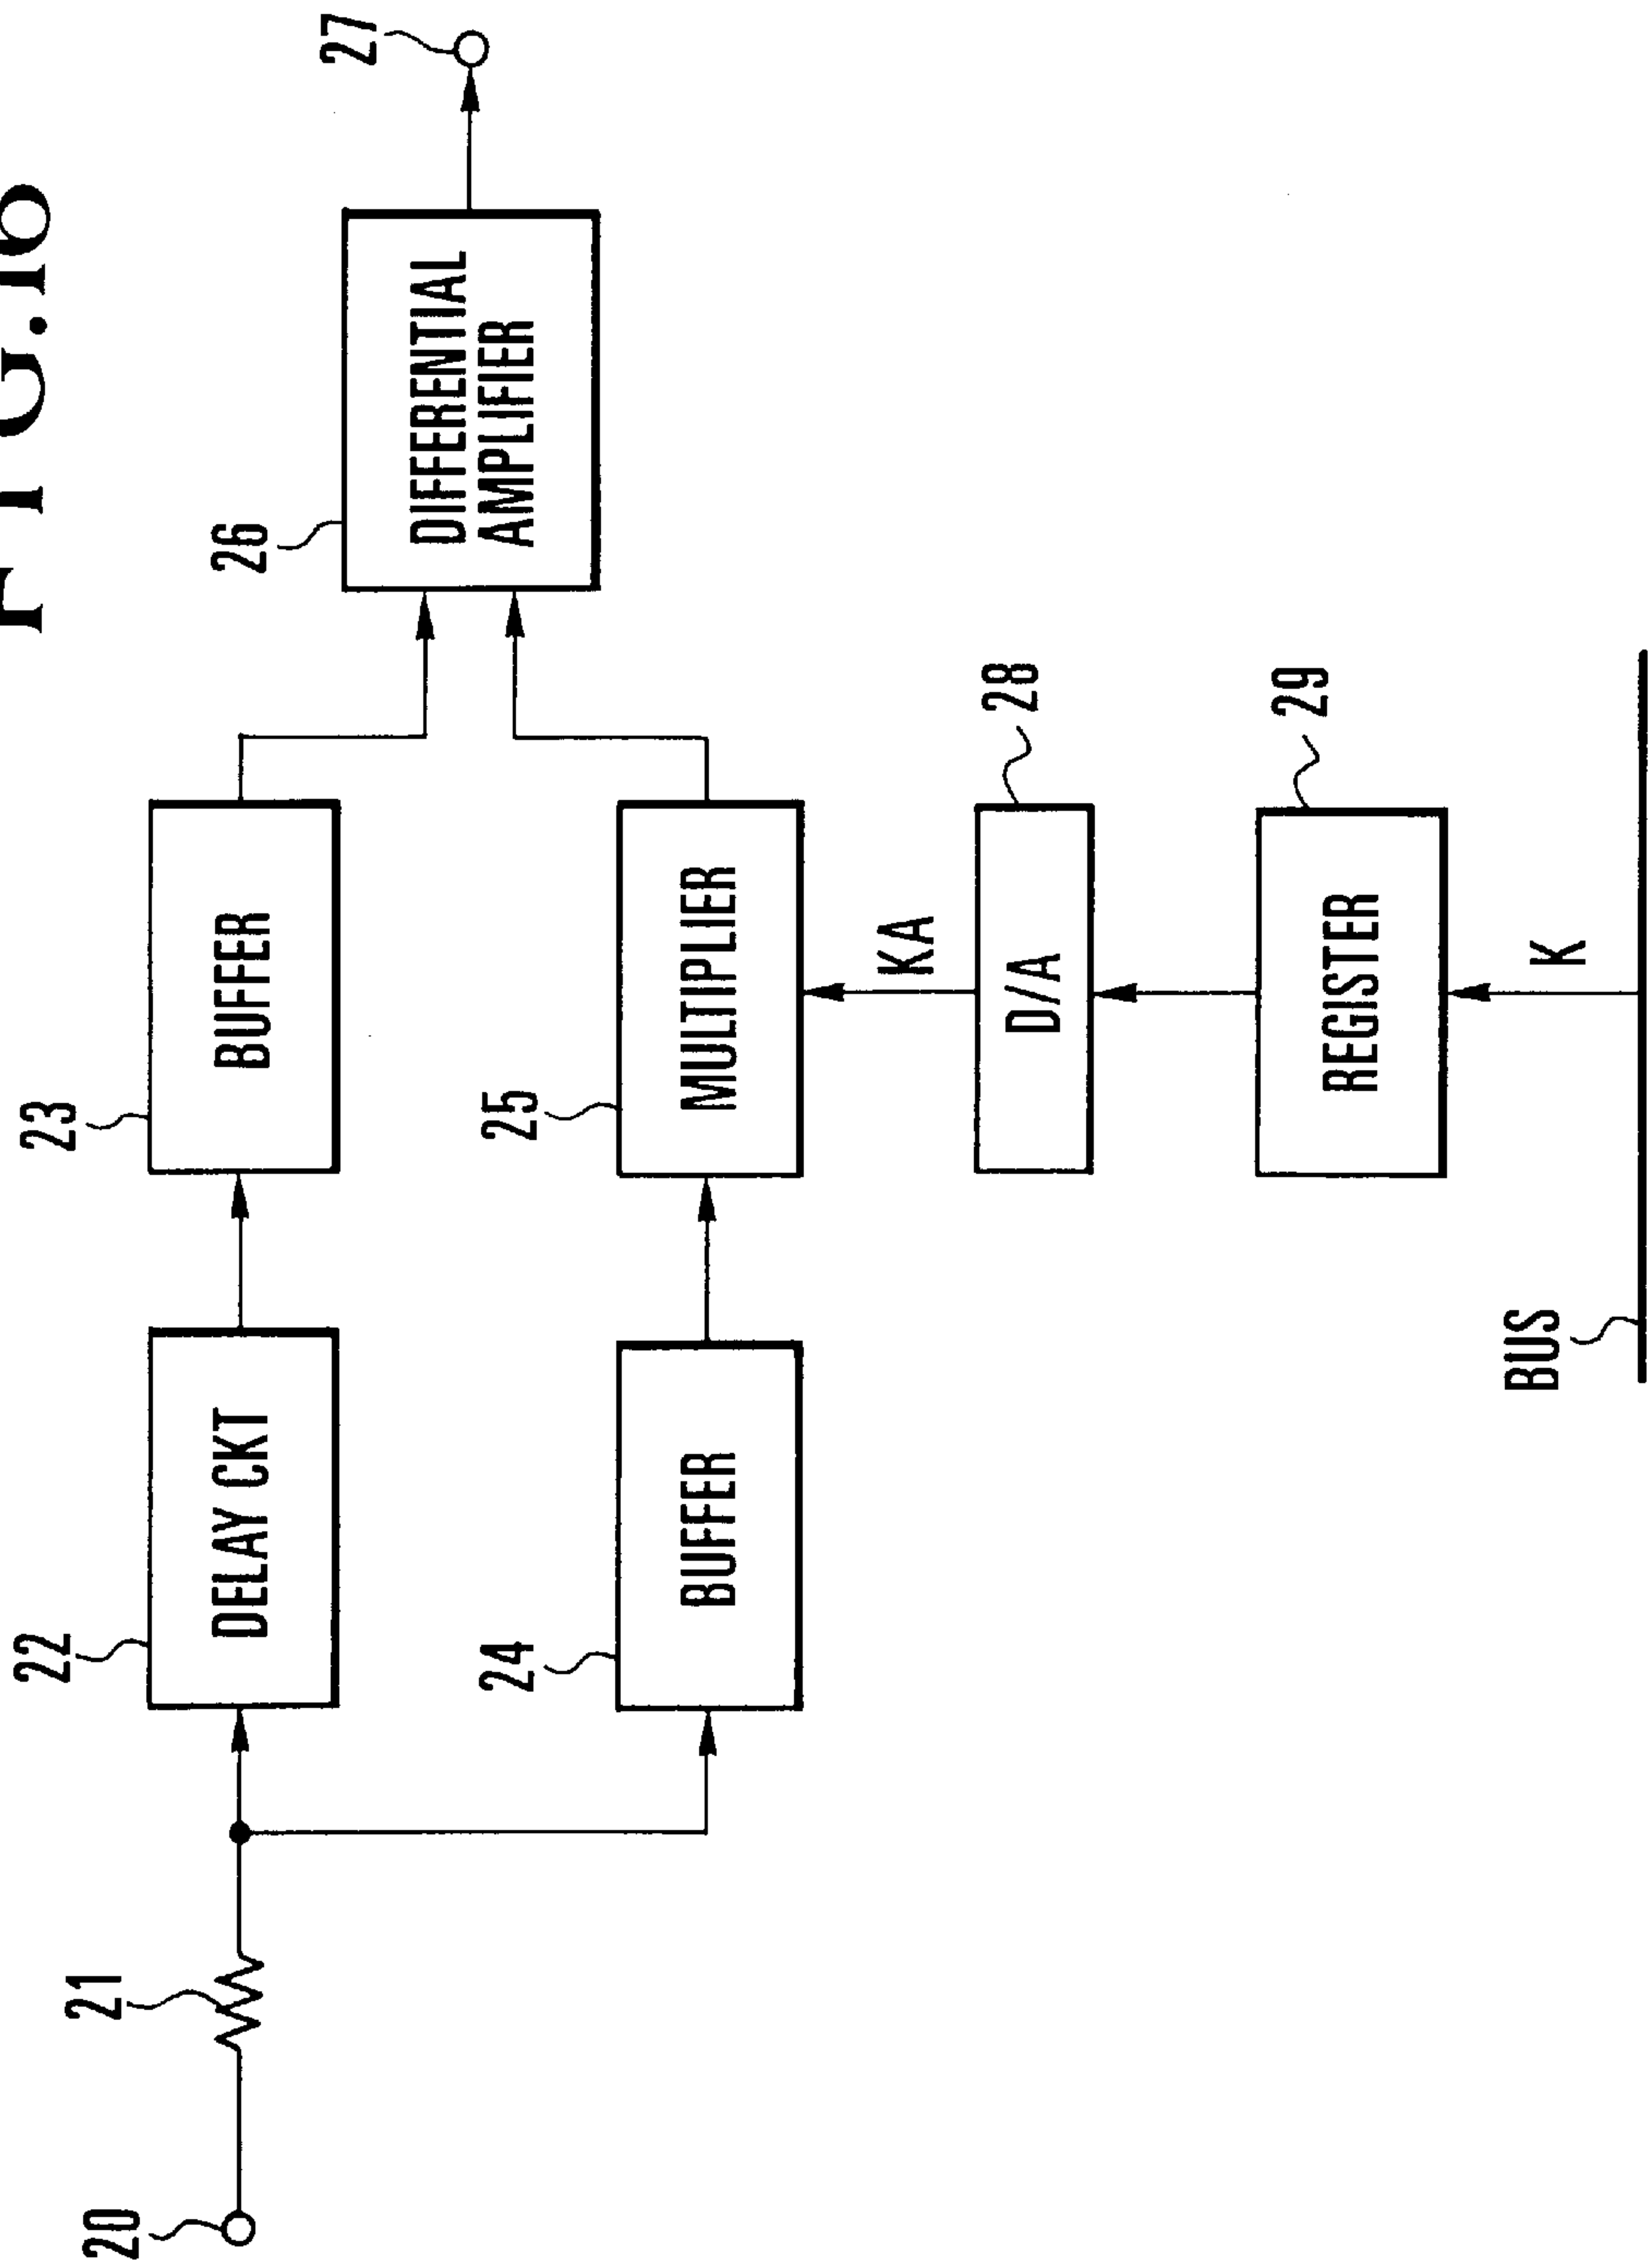 FIG.16
20
21
22
DELAY CKT
23
BUFFER
24
BUFFER
25
MULTIPLIER
26
DIFFERENTIAL
AMPLIFIER
27
KA
28
D/A
29
REGISTER
K
BUS